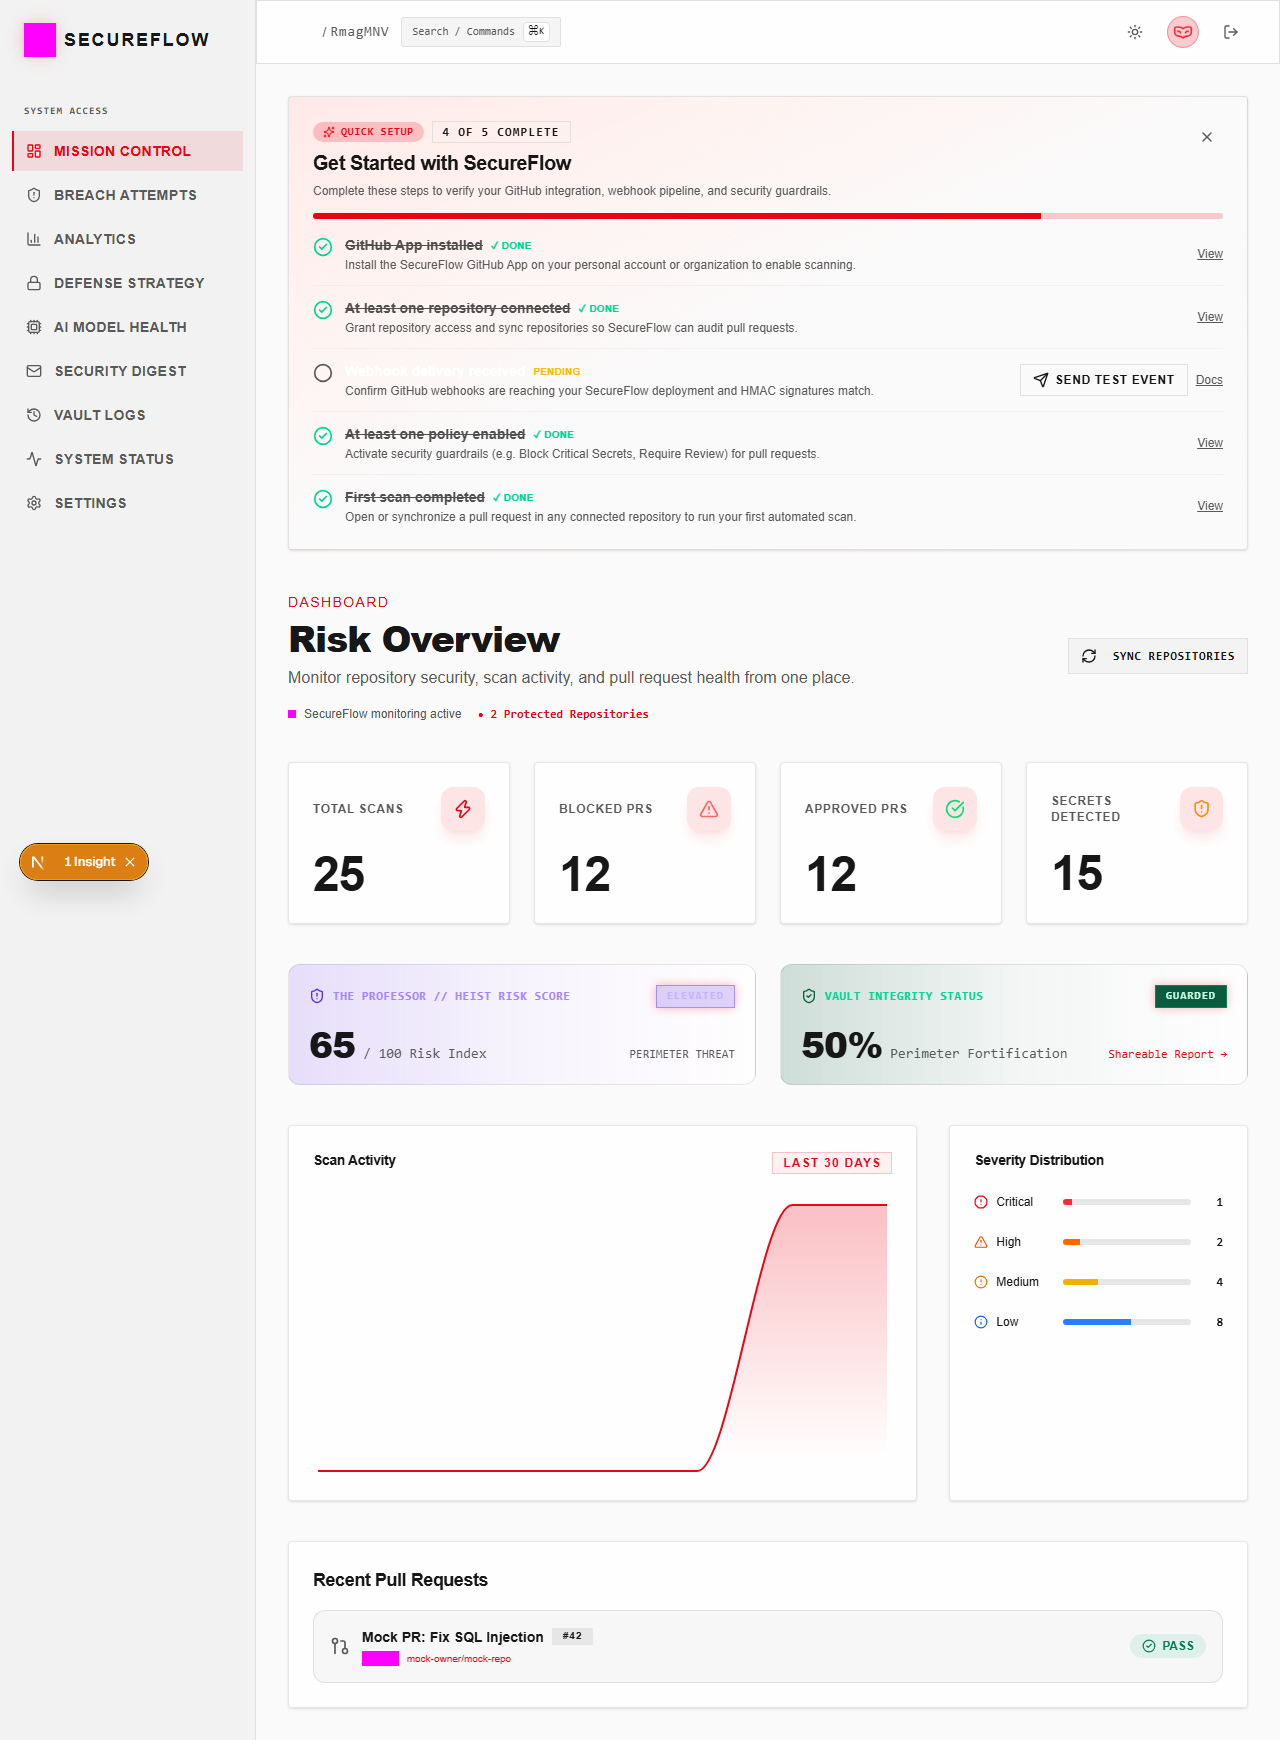 SECUREFLOW
/ RmagMNV
Search / Commands ⌘K
SYSTEM ACCESS
MISSION CONTROL
BREACH ATTEMPTS
ANALYTICS
DEFENSE STRATEGY
AI MODEL HEALTH
SECURITY DIGEST
VAULT LOGS
SYSTEM STATUS
SETTINGS
1 Insight
QUICK SETUP
4 OF 5 COMPLETE
Get Started with SecureFlow
Complete these steps to verify your GitHub integration, webhook pipeline, and security guardrails.
GitHub App installed ✓ DONE
Install the SecureFlow GitHub App on your personal account or organization to enable scanning.
View
At least one repository connected ✓ DONE
Grant repository access and sync repositories so SecureFlow can audit pull requests.
View
Webhook delivery received PENDING
Confirm GitHub webhooks are reaching your SecureFlow deployment and HMAC signatures match.
SEND TEST EVENT
Docs
At least one policy enabled ✓ DONE
Activate security guardrails (e.g. Block Critical Secrets, Require Review) for pull requests.
View
First scan completed ✓ DONE
Open or synchronize a pull request in any connected repository to run your first automated scan.
View
DASHBOARD
Risk Overview
Monitor repository security, scan activity, and pull request health from one place.
SYNC REPOSITORIES
SecureFlow monitoring active
● 2 Protected Repositories
TOTAL SCANS
25
BLOCKED PRS
12
APPROVED PRS
12
SECRETS
DETECTED
15
THE PROFESSOR // HEIST RISK SCORE
ELEVATED
65 / 100 Risk Index
PERIMETER THREAT
VAULT INTEGRITY STATUS
GUARDED
50% Perimeter Fortification
Shareable Report →
Scan Activity
LAST 30 DAYS
Severity Distribution
Critical 1
High 2
Medium 4
Low 8
Recent Pull Requests
Mock PR: Fix SQL Injection #42
mock-owner/mock-repo
PASS